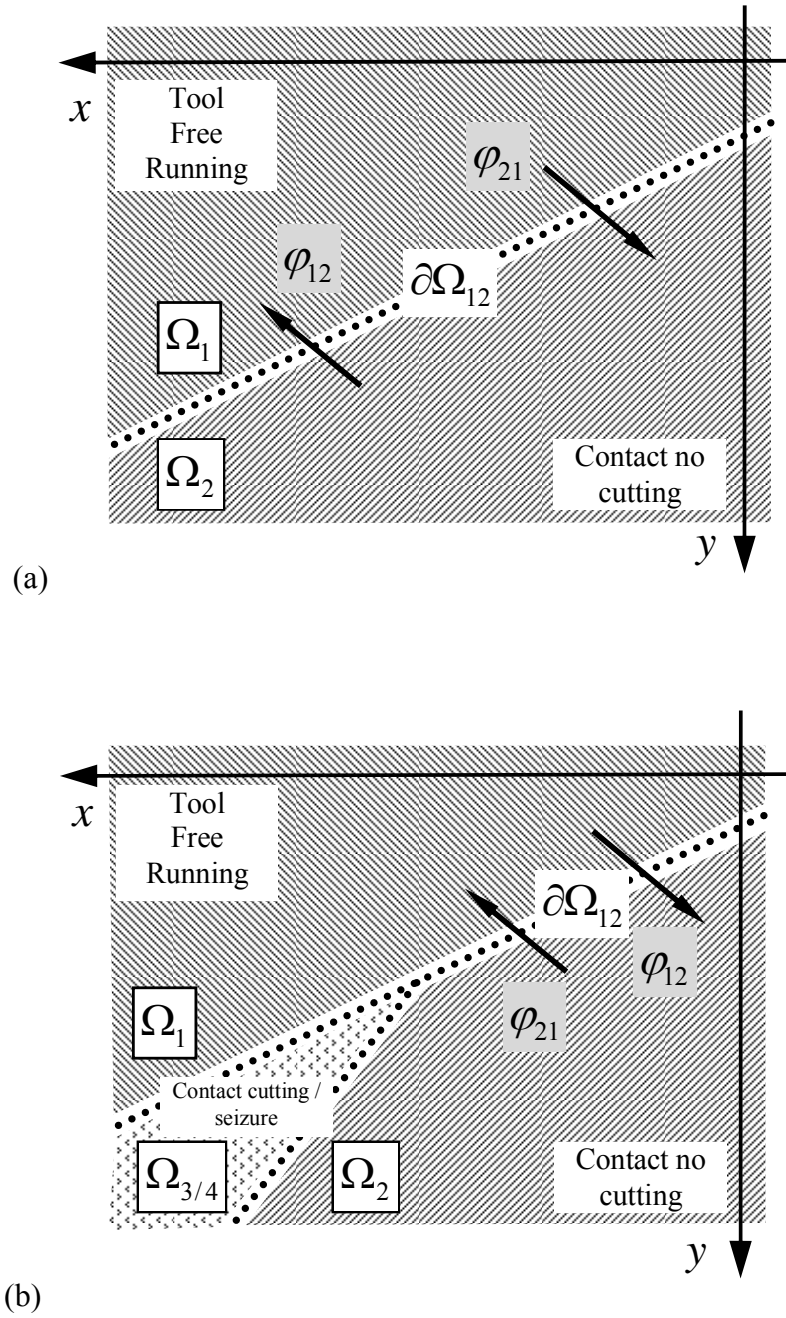 x
Tool
Free
Running
φ21
φ12
∂Ω12
Ω1
Ω2
Contact no
cutting
y
(a)
x
Tool
Free
Running
∂Ω12
φ12
φ21
Ω1
Contact cutting /
seizure
Ω3/4
Ω2
Contact no
cutting
y
(b)